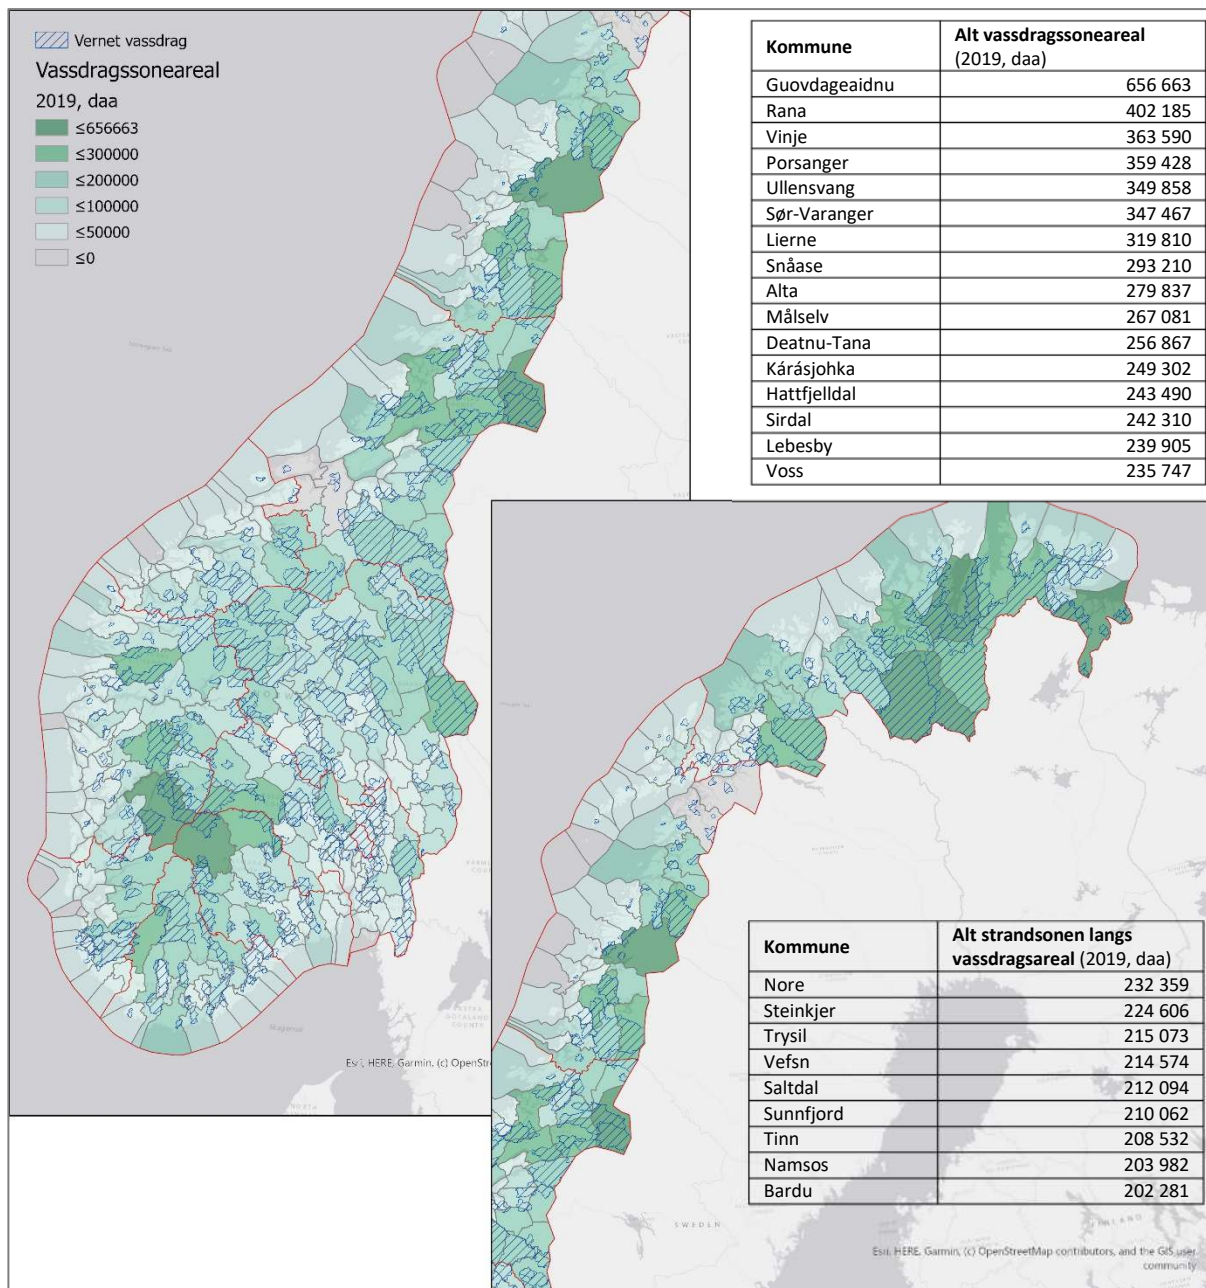 Vernet vassdrag
Vassdragssoneareal
2019, daa
≤656663
≤300000
≤200000
≤100000
≤50000
≤0
Esri, HERE, Garmin, (c) OpenStr
Kommune Alt vassdragssoneareal
(2019, daa)
Guovdageaidnu 656 663
Rana 402 185
Vinje 363 590
Porsanger 359 428
Ullensvang 349 858
Sør-Varanger 347 467
Lierne 319 810
Snåase 293 210
Alta 279 837
Målselv 267 081
Deatnu-Tana 256 867
Kárásjohka 249 302
Hattfjelldal 243 490
Sirdal 242 310
Lebesby 239 905
Voss 235 747
Kommune Alt strandsonen langs
vassdragsareal (2019, daa)
Nore 232 359
Steinkjer 224 606
Trysil 215 073
Vefsn 214 574
Saltdal 212 094
Sunnfjord 210 062
Tinn 208 532
Namsos 203 982
Bardu 202 281
SWEDEN
Esri, HERE, Garmin, (c) OpenStreetMap contributors, and the GIS user
community